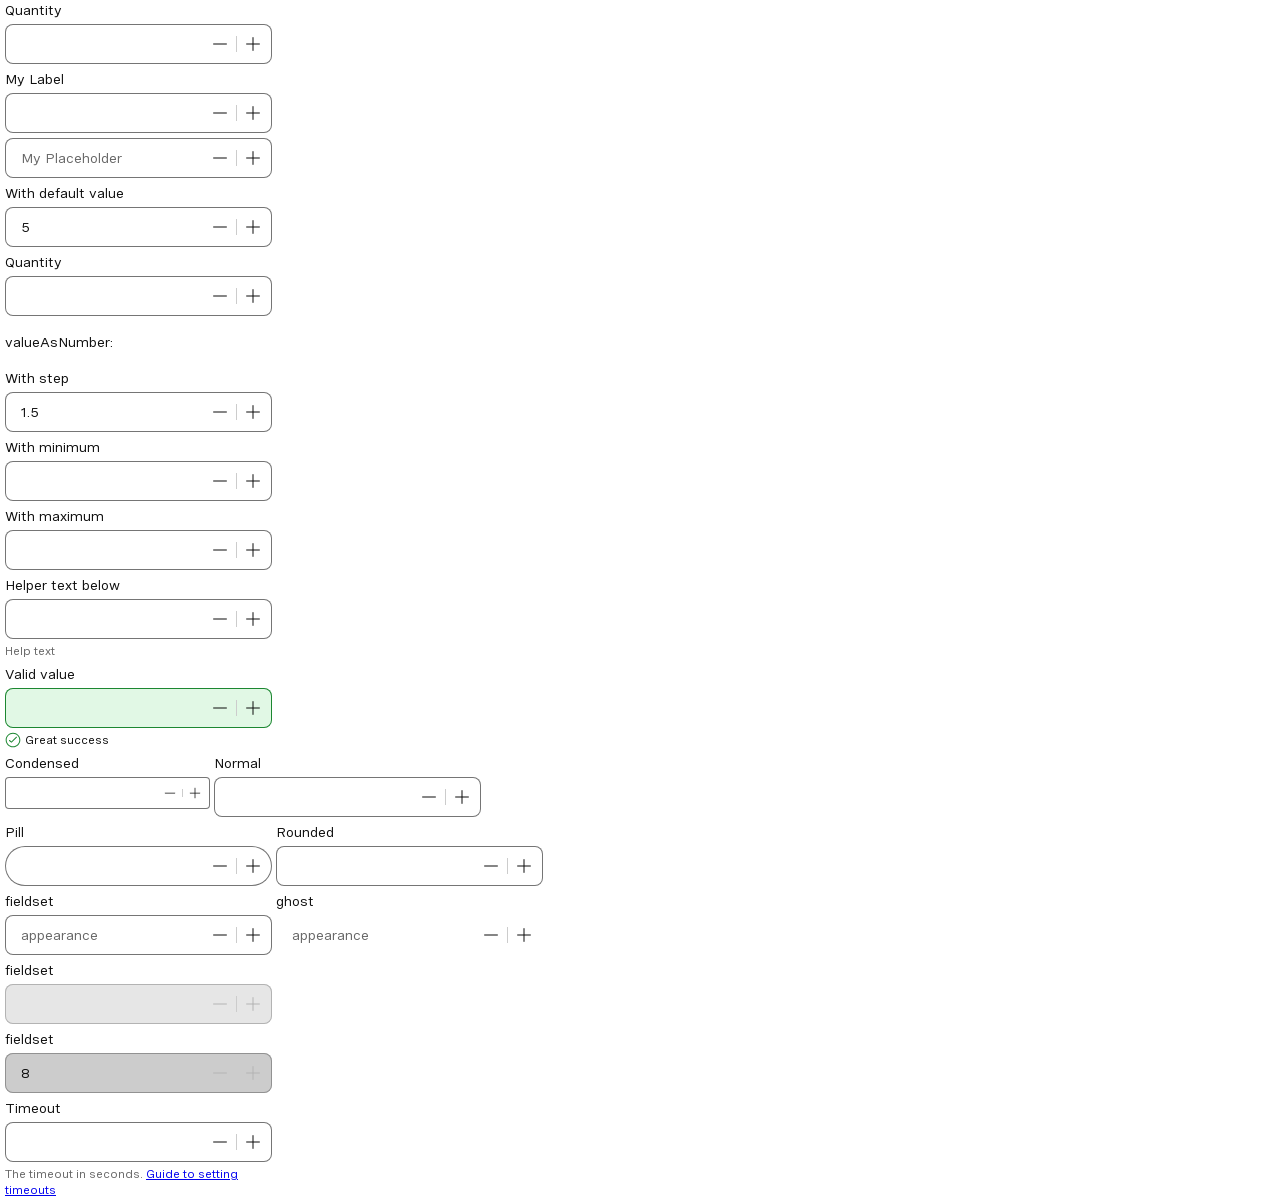 Quantity
My Label
My Placeholder
With default value
5
Quantity
valueAsNumber:
With step
1.5
With minimum
With maximum
Helper text below
Help text
Valid value
Great success
Condensed Normal
Pill Rounded
fieldset ghost
appearance appearance
fieldset
fieldset
8
Timeout
The timeout in seconds. Guide to setting
timeouts